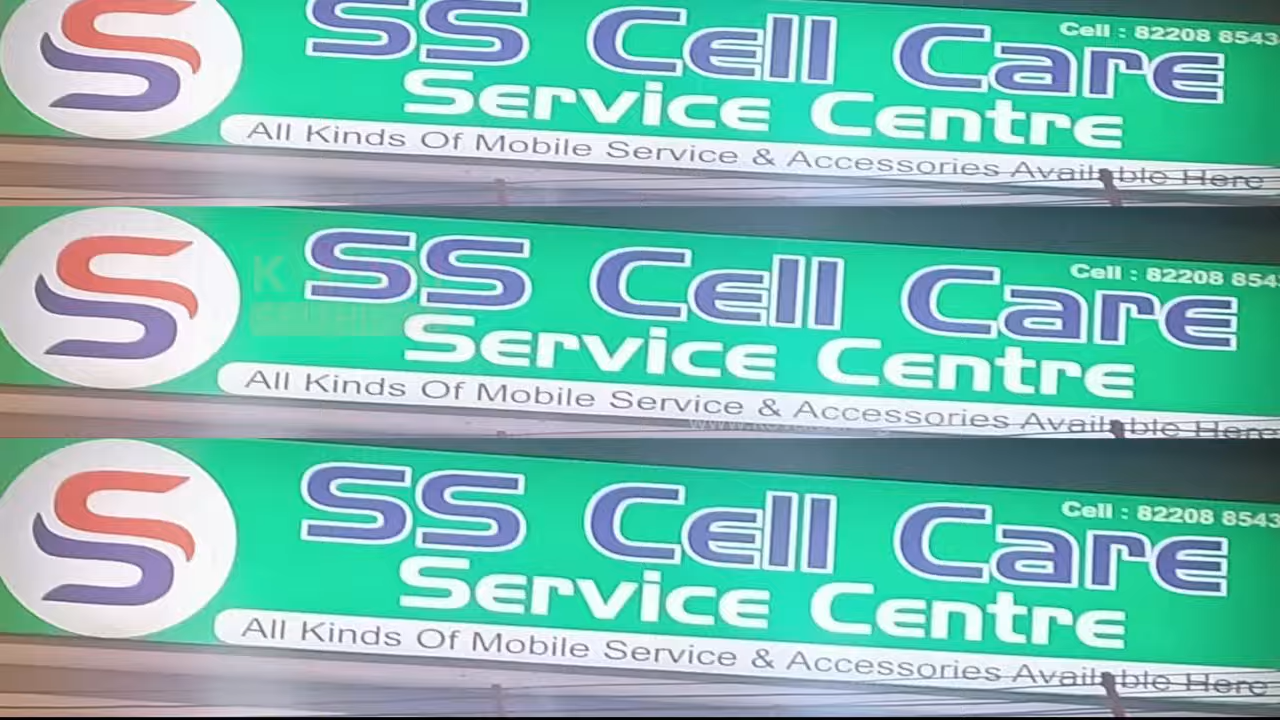 SS Cell Care
Cell : 82208 8543
Service Centre
All Kinds Of Mobile Service & Accessories Available Here
SS Cell Care
Cell : 82208 854
Service Centre
All Kinds Of Mobile Service & Accessories Available Here
SS Cell Care
Cell : 82208 8543
Service Centre
All Kinds Of Mobile Service & Accessories Available Here